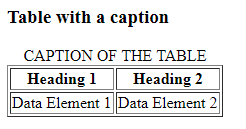 Table with a caption
CAPTION OF THE TABLE
Heading 1 Heading 2
Data Element 1 Data Element 2